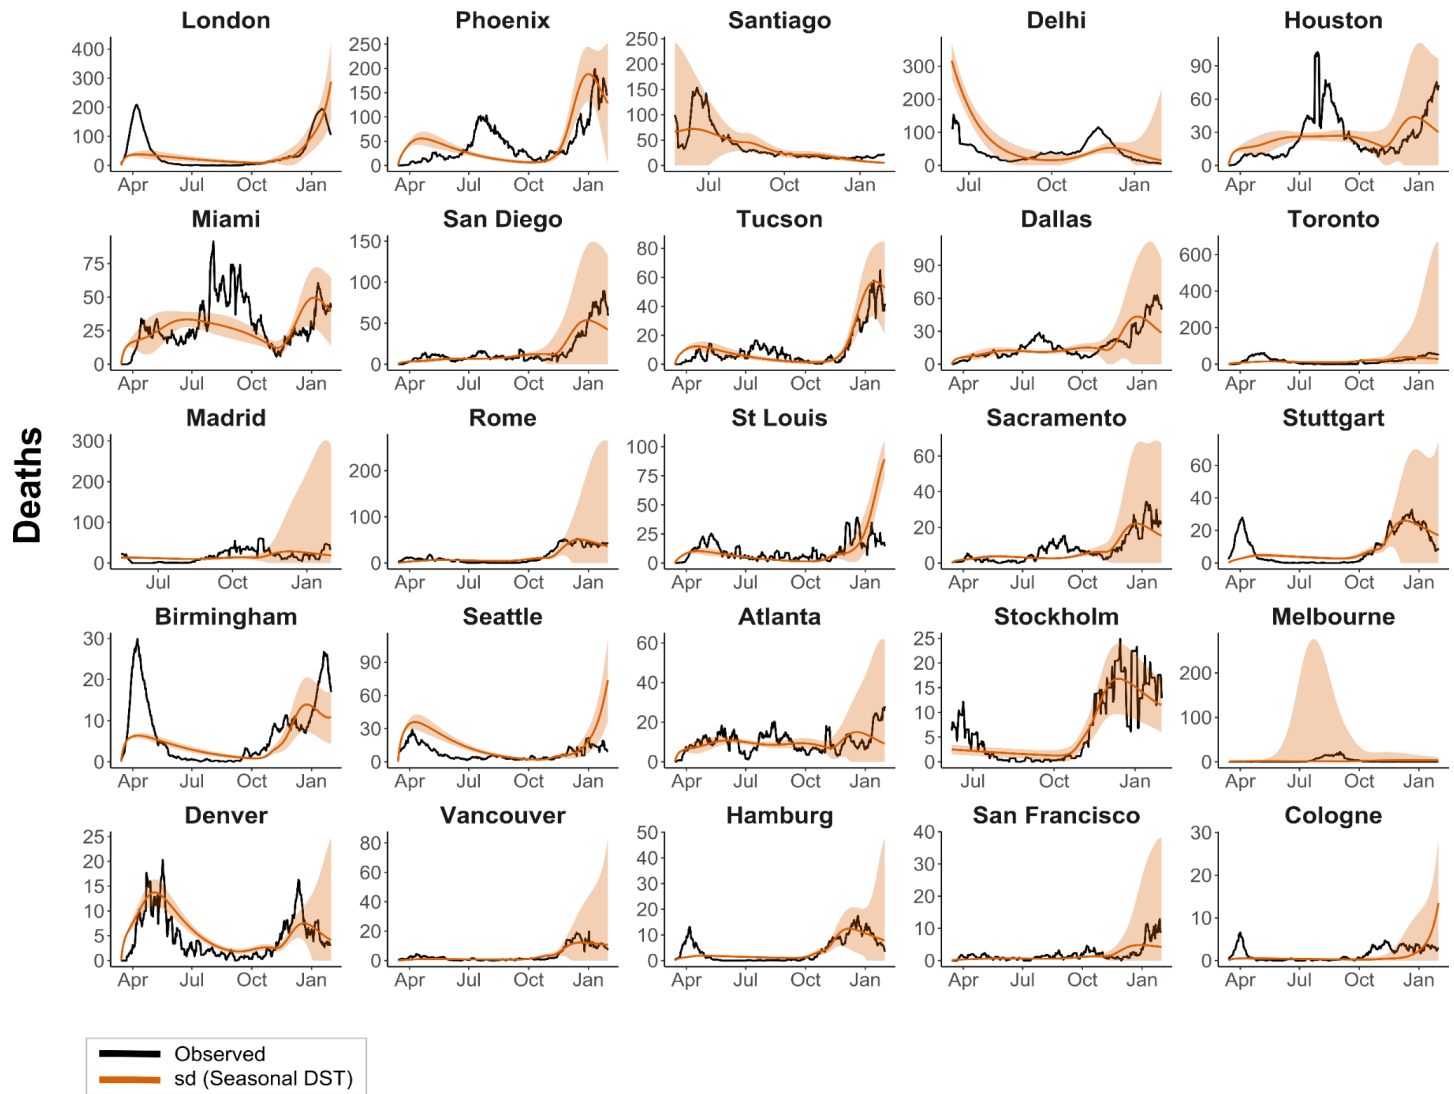 London Phoenix Santiago Delhi Houston
400 300 200 100 0
250 200 150 100 50 0
250 200 150 100 50 0
300 200 100 0
90 60 30 0
Apr Jul Oct Jan Apr Jul Oct Jan Jul Oct Jan Jul Oct Jan Apr Jul Oct Jan
Miami San Diego Tucson Dallas Toronto
75 50 25 0
150 100 50 0
80 60 40 20 0
90 60 30 0
600 400 200 0
Apr Jul Oct Jan Apr Jul Oct Jan Apr Jul Oct Jan Apr Jul Oct Jan Apr Jul Oct Jan
Deaths
Madrid Rome St Louis Sacramento Stuttgart
300 200 100 0
200 100 0
100 75 50 25 0
60 40 20 0
60 40 20 0
Jul Oct Jan Apr Jul Oct Jan Apr Jul Oct Jan Apr Jul Oct Jan Apr Jul Oct Jan
Birmingham Seattle Atlanta Stockholm Melbourne
30 20 10 0
90 60 30 0
60 40 20 0
25 20 15 10 5 0
200 100 0
Apr Jul Oct Jan Apr Jul Oct Jan Apr Jul Oct Jan Jul Oct Jan Apr Jul Oct Jan
Denver Vancouver Hamburg San Francisco Cologne
25 20 15 10 5 0
80 60 40 20 0
50 40 30 20 10 0
40 30 20 10 0
30 20 10 0
Apr Jul Oct Jan Apr Jul Oct Jan Apr Jul Oct Jan Apr Jul Oct Jan Apr Jul Oct Jan
Observed
sd (Seasonal DST)